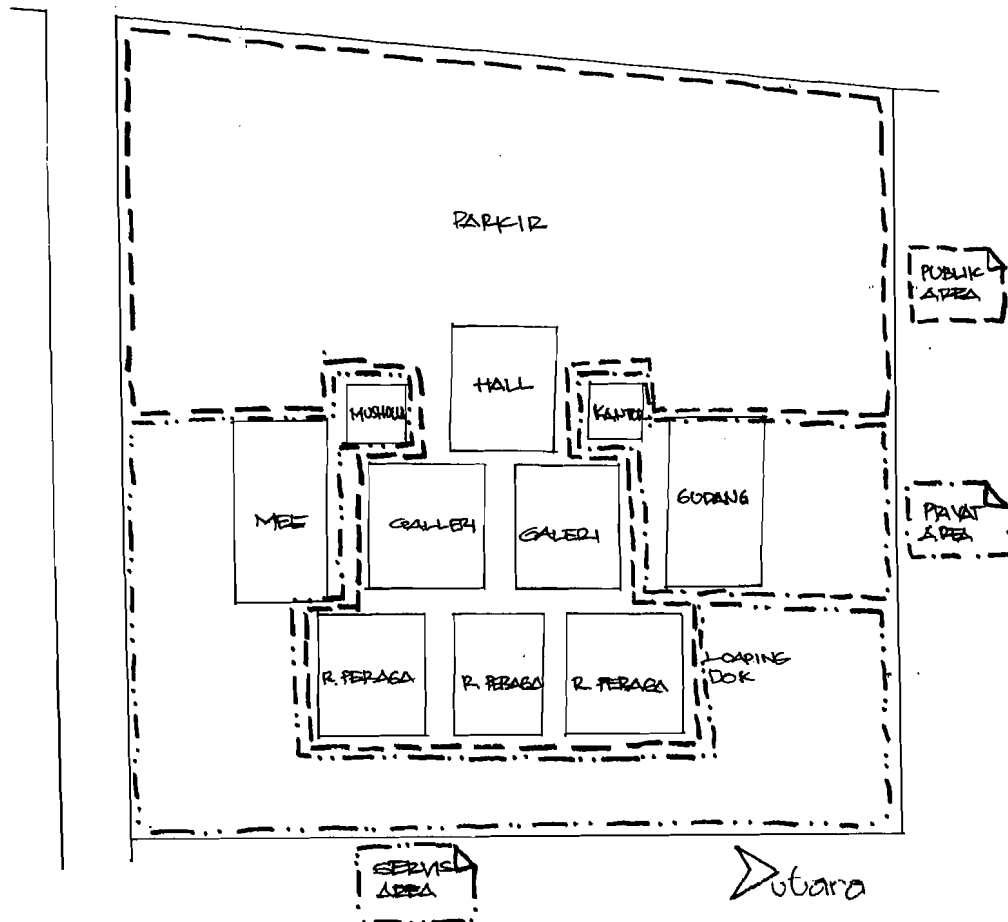 PARKIR
PUBLIK
AREA
HALL
MUSHOLLA
KANTOR
PRIVAT
AREA
MEE
GALLERI
GALERI
GUDANG
LOADING
DOK
R. PERAGA
R. PERAGA
R. PERAGA
SERVIS
AREA
utara